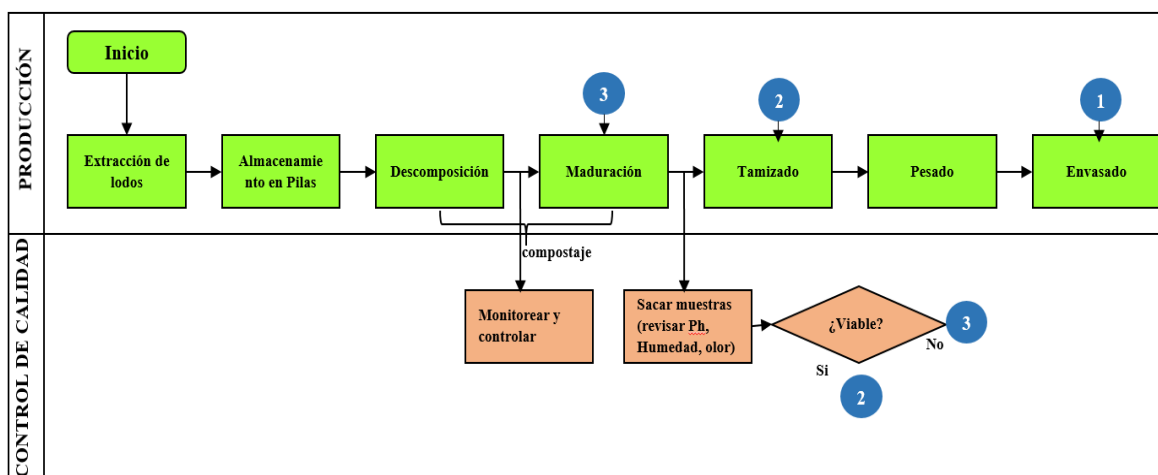 PRODUCCIÓN
Inicio
3
2
1
Extracción de
lodos
Almacenamie
nto en Pilas
Descomposición
Maduración
Tamizado
Pesado
Envasado
compostaje
CONTROL DE CALIDAD
Monitorear y
controlar
Sacar muestras
(revisar Ph,
Humedad, olor)
¿Viable?
3
No
Si
2